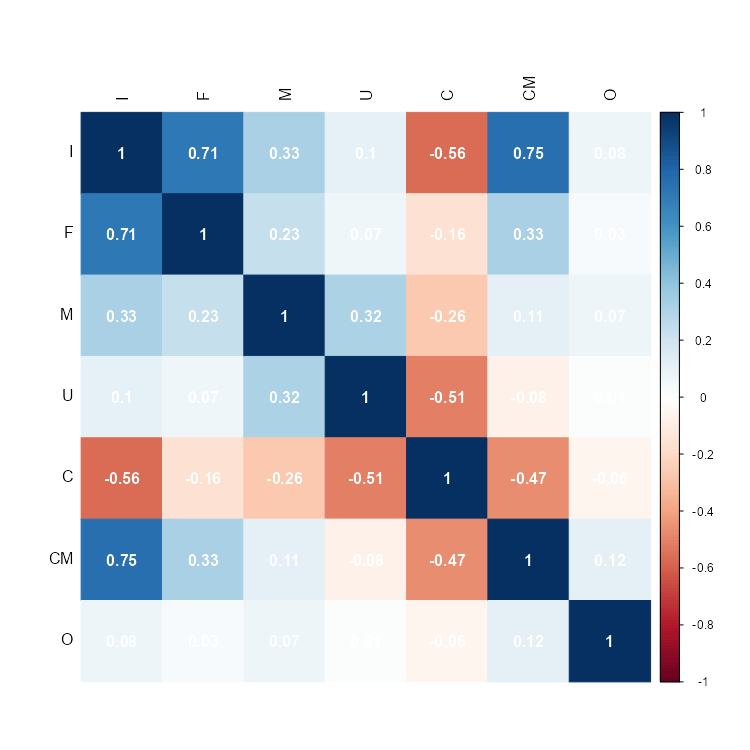 I F M U C CM O
I 1 0.71 0.33 0.1 -0.56 0.75 0.08
F 0.71 1 0.23 0.07 -0.16 0.33 0.03
M 0.33 0.23 1 0.32 -0.26 0.11 0.07
U 0.1 0.07 0.32 1 -0.51 -0.08
C -0.56 -0.16 -0.26 -0.51 1 -0.47 -0.06
CM 0.75 0.33 0.11 -0.08 -0.47 1 0.12
O 0.08 0.03 0.07 -0.06 0.12 1
1
0.8
0.6
0.4
0.2
0
-0.2
-0.4
-0.6
-0.8
-1